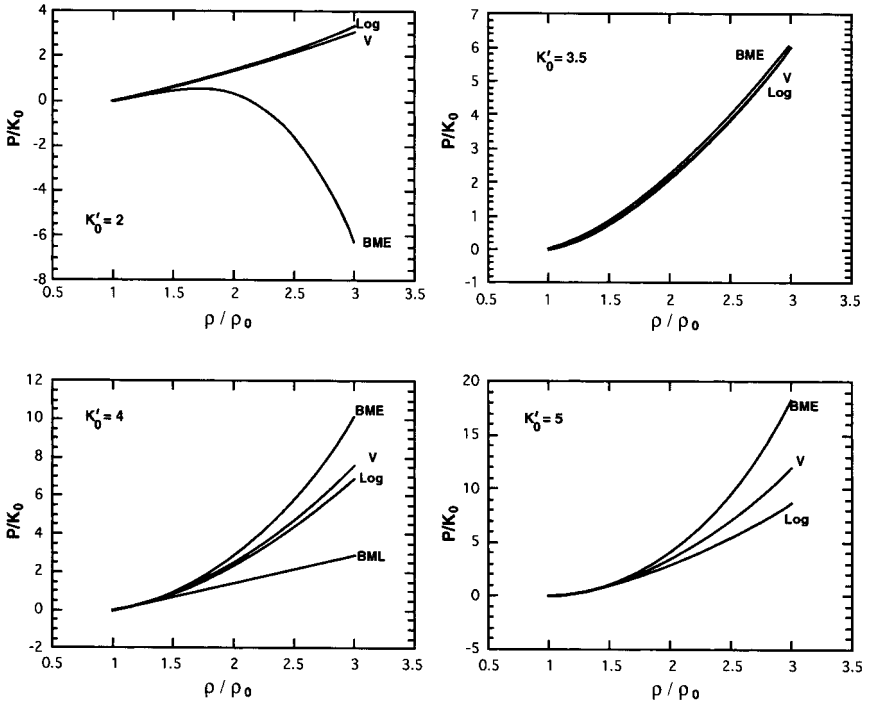 4
2
0
-2
-4
-6
-8
P/K₀
Log
V
BME
K₀′ = 2
0.5 1 1.5 2 2.5 3 3.5
ρ / ρ₀
7
6
5
4
3
2
1
0
-1
P/K₀
K₀′ = 3.5
BME
V
Log
0.5 1 1.5 2 2.5 3 3.5
ρ / ρ₀
12
10
8
6
4
2
0
-2
P/K₀
K₀′ = 4
BME
V
Log
BML
0.5 1 1.5 2 2.5 3 3.5
ρ / ρ₀
20
15
10
5
0
-5
P/K₀
K₀′ = 5
BME
V
Log
0.5 1 1.5 2 2.5 3 3.5
ρ / ρ₀